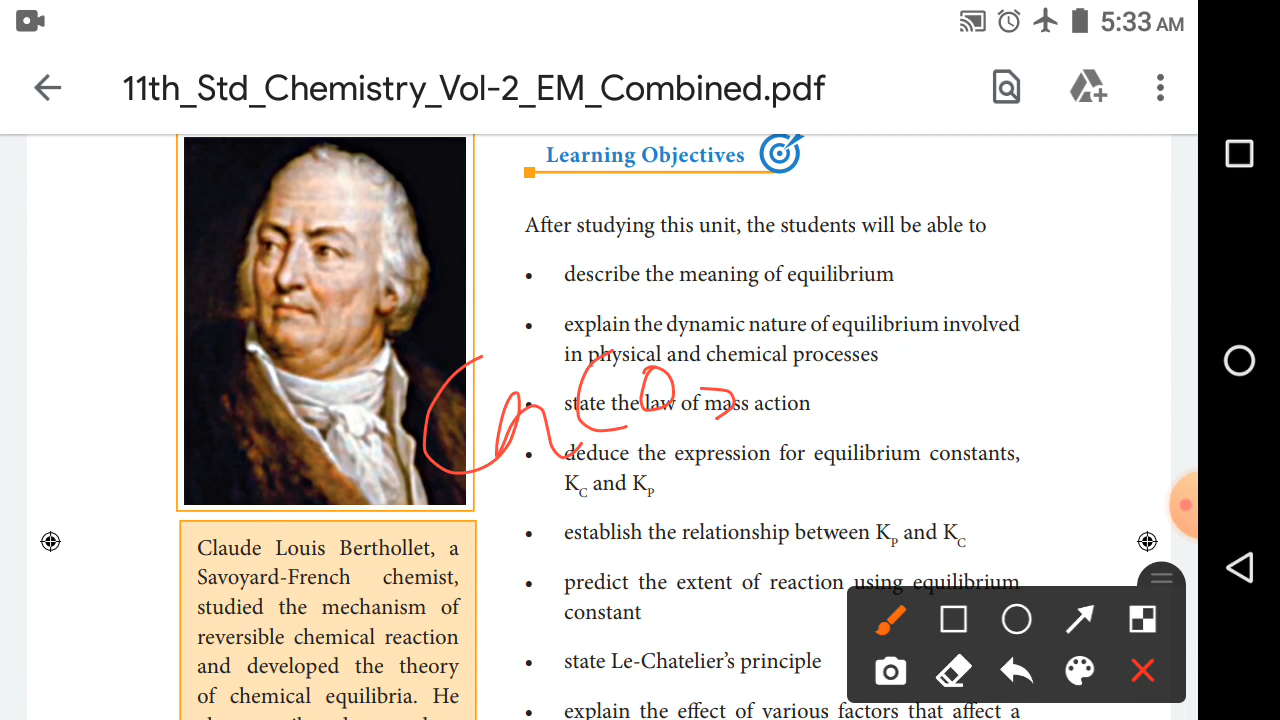 5:33 AM
11th_Std_Chemistry_Vol-2_EM_Combined.pdf
Learning Objectives
After studying this unit, the students will be able to
• describe the meaning of equilibrium
• explain the dynamic nature of equilibrium involved
in physical and chemical processes
• state the law of mass action
• deduce the expression for equilibrium constants,
KC and KP
• establish the relationship between KP and KC
• predict the extent of reaction using equilibrium
constant
• state Le-Chatelier’s principle
• explain the effect of various factors that affect a
Claude Louis Berthollet, a
Savoyard-French chemist,
studied the mechanism of
reversible chemical reaction
and developed the theory
of chemical equilibria. He